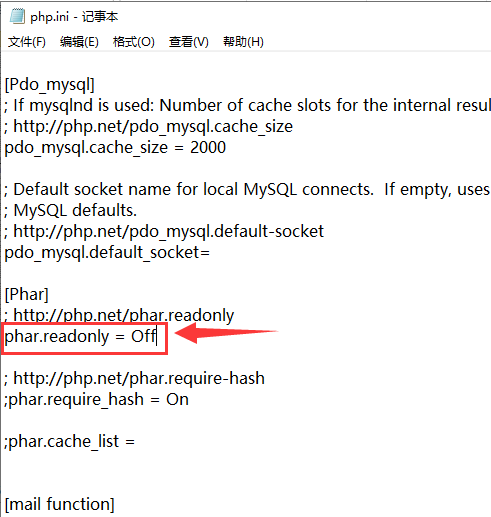 php.ini - 记事本
文件(F) 编辑(E) 格式(O) 查看(V) 帮助(H)
[Pdo_mysql]
; If mysqlnd is used: Number of cache slots for the internal resul
; http://php.net/pdo_mysql.cache_size
pdo_mysql.cache_size = 2000
; Default socket name for local MySQL connects.  If empty, uses
; MySQL defaults.
; http://php.net/pdo_mysql.default-socket
pdo_mysql.default_socket=
[Phar]
; http://php.net/phar.readonly
phar.readonly = Off
; http://php.net/phar.require-hash
;phar.require_hash = On
;phar.cache_list =
[mail function]